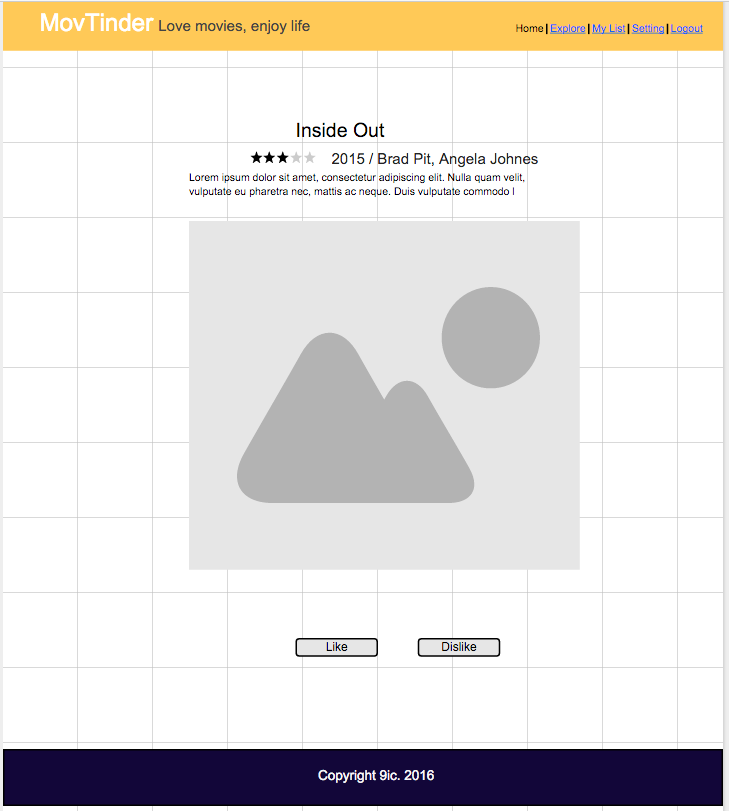 MovTinder Love movies, enjoy life
Home | Explore | My List | Setting | Logout
Inside Out
2015 / Brad Pit, Angela Johnes
Lorem ipsum dolor sit amet, consectetur adipiscing elit. Nulla quam velit,
vulputate eu pharetra nec, mattis ac neque. Duis vulputate commodo l
Like
Dislike
Copyright 9ic. 2016